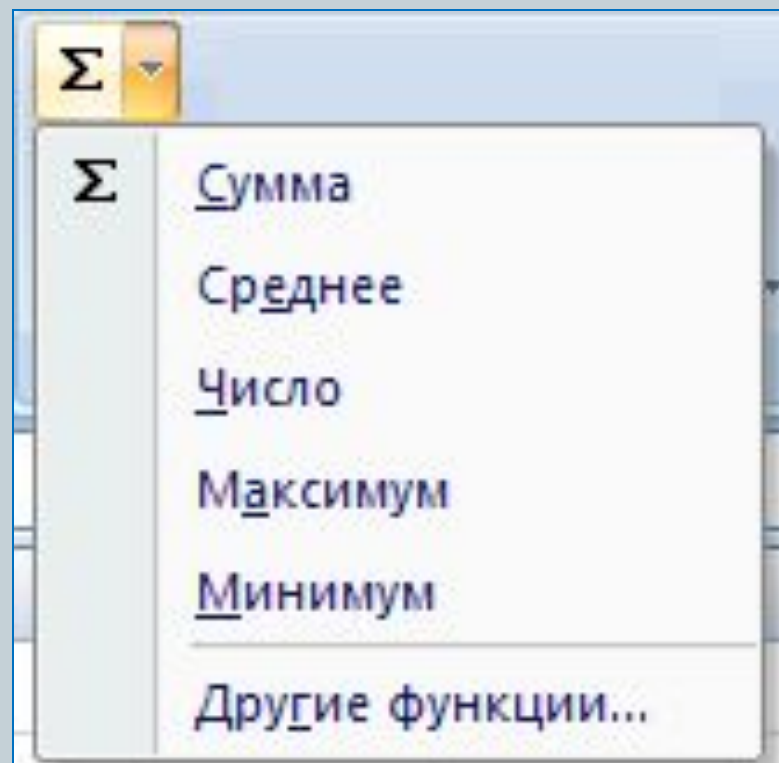 Σ
Σ Сумма
Среднее
Число
Максимум
Минимум
Другие функции...